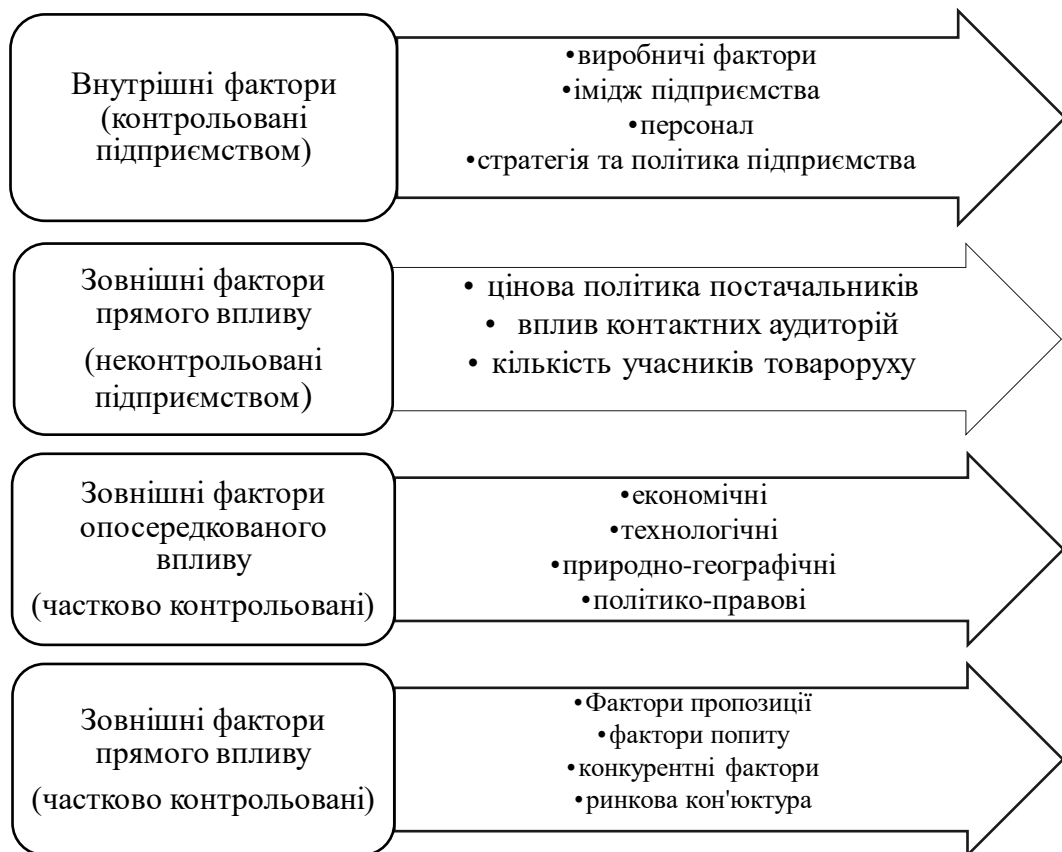 Внутрішні фактори
(контрольовані
підприємством)
•виробничі фактори
•імідж підприємства
•персонал
•стратегія та політика підприємства
Зовнішні фактори
прямого впливу
(неконтрольовані
підприємством)
• цінова політика постачальників
• вплив контактних аудиторій
• кількість учасників товароруху
Зовнішні фактори
опосередкованого
впливу
(частково контрольовані)
•економічні
•технологічні
•природно-географічні
•політико-правові
Зовнішні фактори
прямого впливу
(частково контрольовані)
•Фактори пропозиції
•фактори попиту
•конкурентні фактори
•ринкова кон'юктура